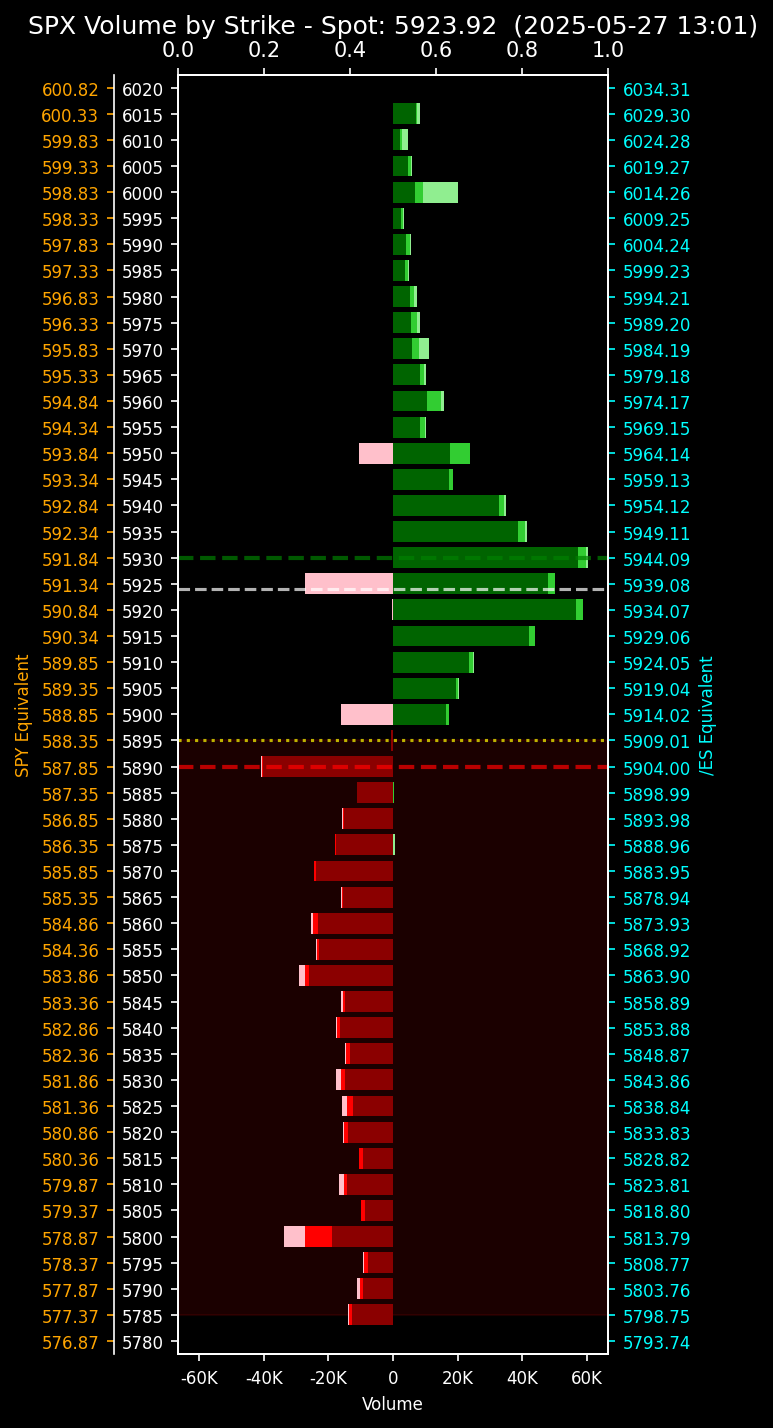 SPX Volume by Strike - Spot: 5923.92 (2025-05-27 13:01)
0.0 0.2 0.4 0.6 0.8 1.0
600.82 6020 6034.31
600.33 6015 6029.30
599.83 6010 6024.28
599.33 6005 6019.27
598.83 6000 6014.26
598.33 5995 6009.25
597.83 5990 6004.24
597.33 5985 5999.23
596.83 5980 5994.21
596.33 5975 5989.20
595.83 5970 5984.19
595.33 5965 5979.18
594.84 5960 5974.17
594.34 5955 5969.15
593.84 5950 5964.14
593.34 5945 5959.13
592.84 5940 5954.12
592.34 5935 5949.11
591.84 5930 5944.09
591.34 5925 5939.08
590.84 5920 5934.07
590.34 5915 5929.06
589.85 5910 5924.05
589.35 5905 5919.04
588.85 5900 5914.02
588.35 5895 5909.01
587.85 5890 5904.00
587.35 5885 5898.99
586.85 5880 5893.98
586.35 5875 5888.96
585.85 5870 5883.95
585.35 5865 5878.94
584.86 5860 5873.93
584.36 5855 5868.92
583.86 5850 5863.90
583.36 5845 5858.89
582.86 5840 5853.88
582.36 5835 5848.87
581.86 5830 5843.86
581.36 5825 5838.84
580.86 5820 5833.83
580.36 5815 5828.82
579.87 5810 5823.81
579.37 5805 5818.80
578.87 5800 5813.79
578.37 5795 5808.77
577.87 5790 5803.76
577.37 5785 5798.75
576.87 5780 5793.74
SPY Equivalent
/ES Equivalent
-60K -40K -20K 0 20K 40K 60K
Volume